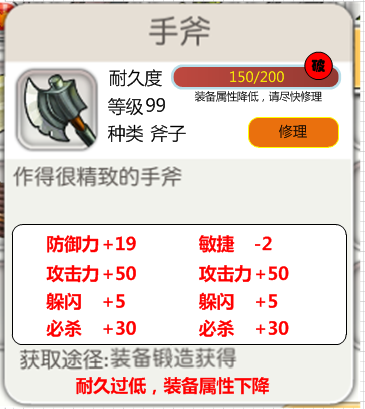 手斧
耐久度 150/200 破
装备属性降低，请尽快修理
等级99
种类 斧子 修理
作得很精致的手斧
防御力+19 敏捷 -2
攻击力+50 攻击力+50
躲闪 +5 躲闪 +5
必杀 +30 必杀 +30
获取途径:装备锻造获得
耐久过低，装备属性下降